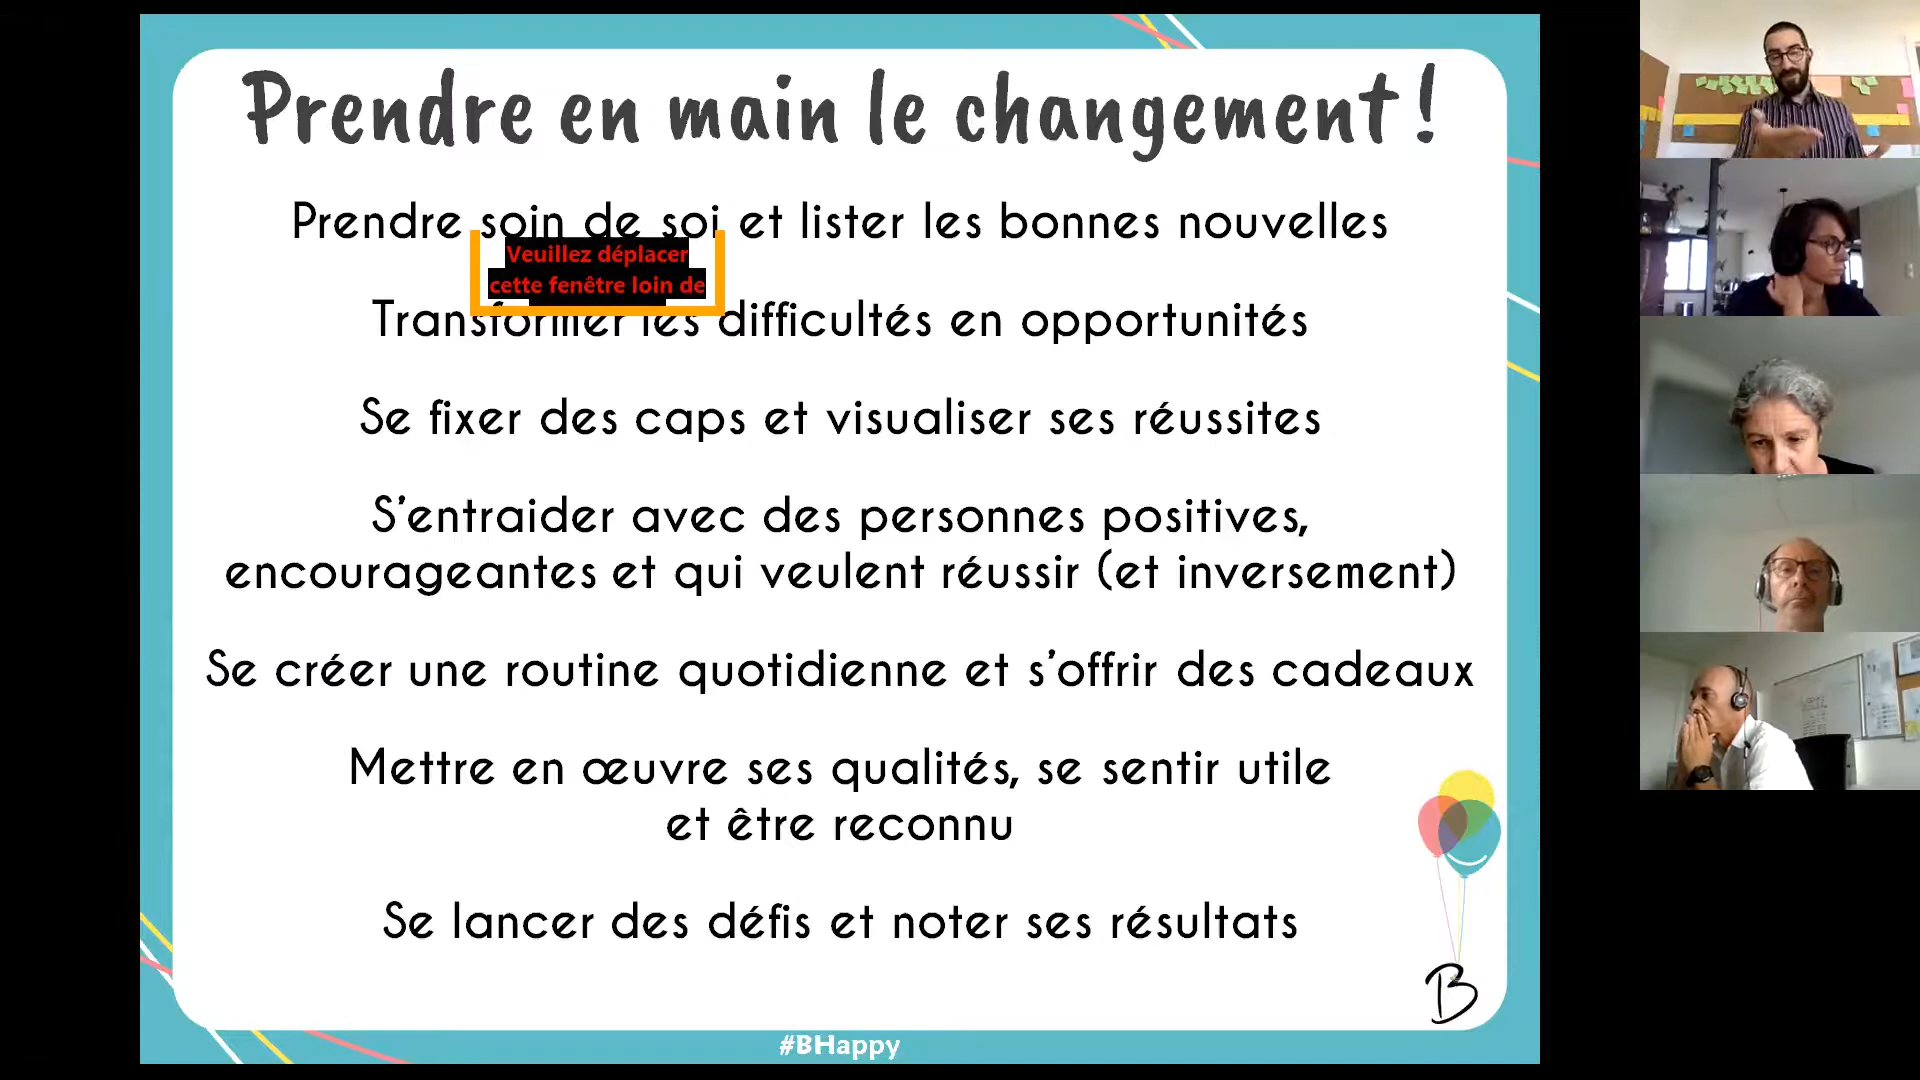 Prendre en main le changement !
Prendre soin de soi et lister les bonnes nouvelles
Veuillez déplacer
cette fenêtre loin de
Transformer les difficultés en opportunités
Se fixer des caps et visualiser ses réussites
S'entraider avec des personnes positives,
encourageantes et qui veulent réussir (et inversement)
Se créer une routine quotidienne et s'offrir des cadeaux
Mettre en œuvre ses qualités, se sentir utile
et être reconnu
Se lancer des défis et noter ses résultats
B
#BHappy